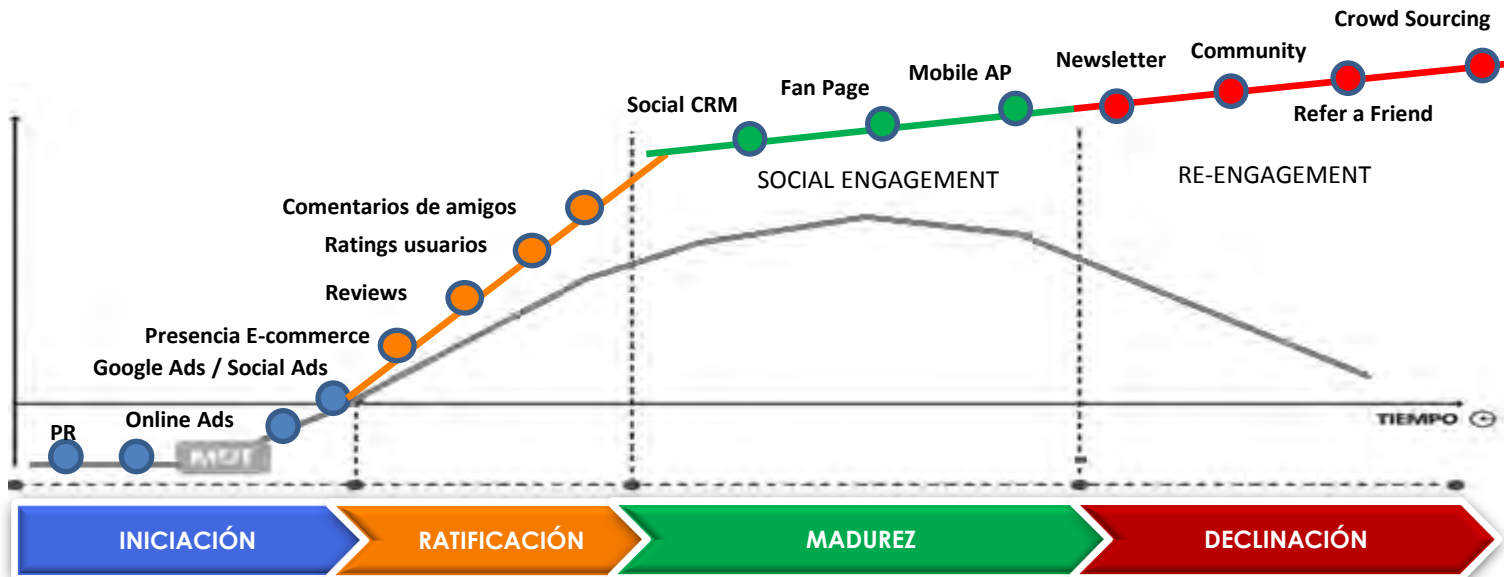 Crowd Sourcing
Community
Newsletter
Mobile AP
Fan Page
Social CRM
Refer a Friend
SOCIAL ENGAGEMENT
RE-ENGAGEMENT
Comentarios de amigos
Ratings usuarios
Reviews
Presencia E-commerce
Google Ads / Social Ads
Online Ads
PR
MOT
TIEMPO
INICIACIÓN
RATIFICACIÓN
MADUREZ
DECLINACIÓN